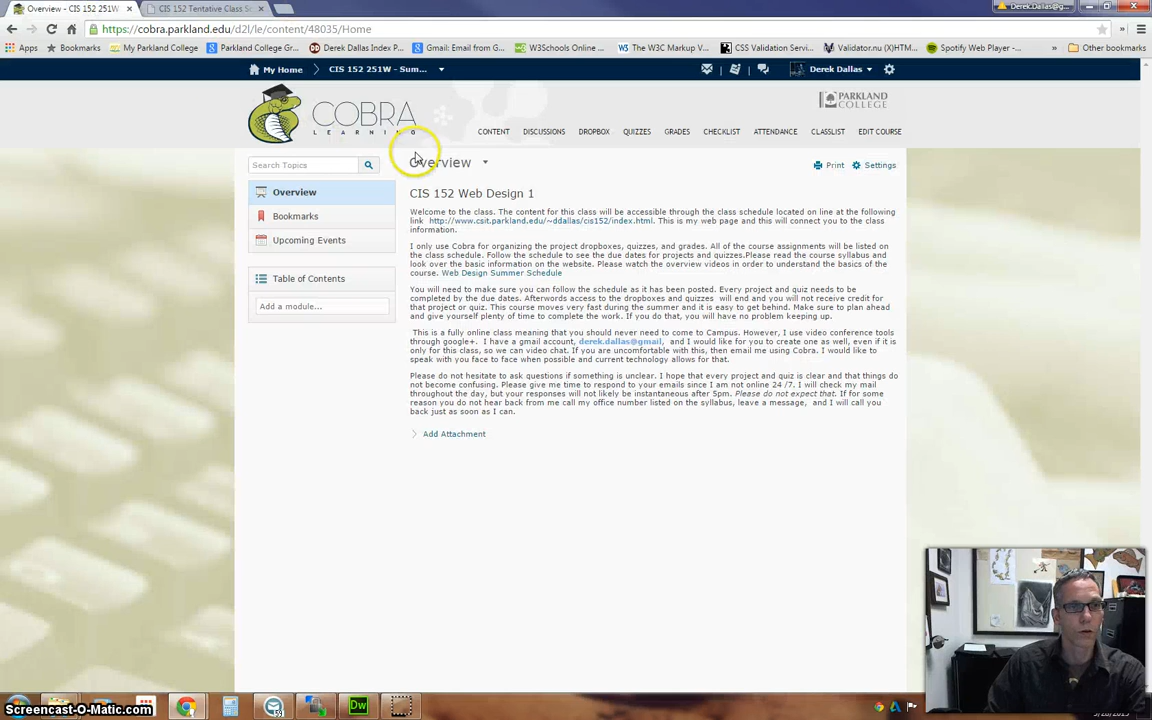 Overview - CIS 152 251W
CIS 152 Tentative Class Sc
Derek.Dallas@g...
https://cobra.parkland.edu/d2l/le/content/48035/Home
Apps
Bookmarks
My Parkland College
Parkland College Gr...
Derek Dallas Index P...
Gmail: Email from G...
W3Schools Online ...
The W3C Markup V...
CSS Validation Servi...
Validator.nu (X)HTM...
Spotify Web Player -...
»
Other bookmarks
My Home
CIS 152 251W - Sum...
Derek Dallas
COBRA
LEARNING
PARKLAND
COLLEGE
CONTENT
DISCUSSIONS
DROPBOX
QUIZZES
GRADES
CHECKLIST
ATTENDANCE
CLASSLIST
EDIT COURSE
Search Topics
Overview
Print
Settings
Overview
Bookmarks
Upcoming Events
Table of Contents
Add a module...
CIS 152 Web Design 1
Welcome to the class. The content for this class will be accessible through the class schedule located on line at the following
link http://www.csit.parkland.edu/~ddallas/cis152/index.html. This is my web page and this will connect you to the class
information.
I only use Cobra for organizing the project dropboxes, quizzes, and grades. All of the course assignments will be listed on
the class schedule. Follow the schedule to see the due dates for projects and quizzes.Please read the course syllabus and
look over the basic information on the website. Please watch the overview videos in order to understand the basics of the
course. Web Design Summer Schedule
You will need to make sure you can follow the schedule as it has been posted. Every project and quiz needs to be
completed by the due dates. Afterwords access to the dropboxes and quizzes will end and you will not receive credit for
that project or quiz. This course moves very fast during the summer and it is easy to get behind. Make sure to plan ahead
and give yourself plenty of time to complete the work. If you do that, you will have no problem keeping up.
This is a fully online class meaning that you should never need to come to Campus. However, I use video conference tools
through google+. I have a gmail account, derek.dallas@gmail, and I would like for you to create one as well, even if it is
only for this class, so we can video chat. If you are uncomfortable with this, then email me using Cobra. I would like to
speak with you face to face when possible and current technology allows for that.
Please do not hesitate to ask questions if something is unclear. I hope that every project and quiz is clear and that things do
not become confusing. Please give me time to respond to your emails since I am not online 24 /7. I will check my mail
throughout the day, but your responses will not likely be instantaneous after 5pm. Please do not expect that. If for some
reason you do not hear back from me call my office number listed on the syllabus, leave a message, and I will call you
back just as soon as I can.
Add Attachment
Dw
Screencast-O-Matic.com